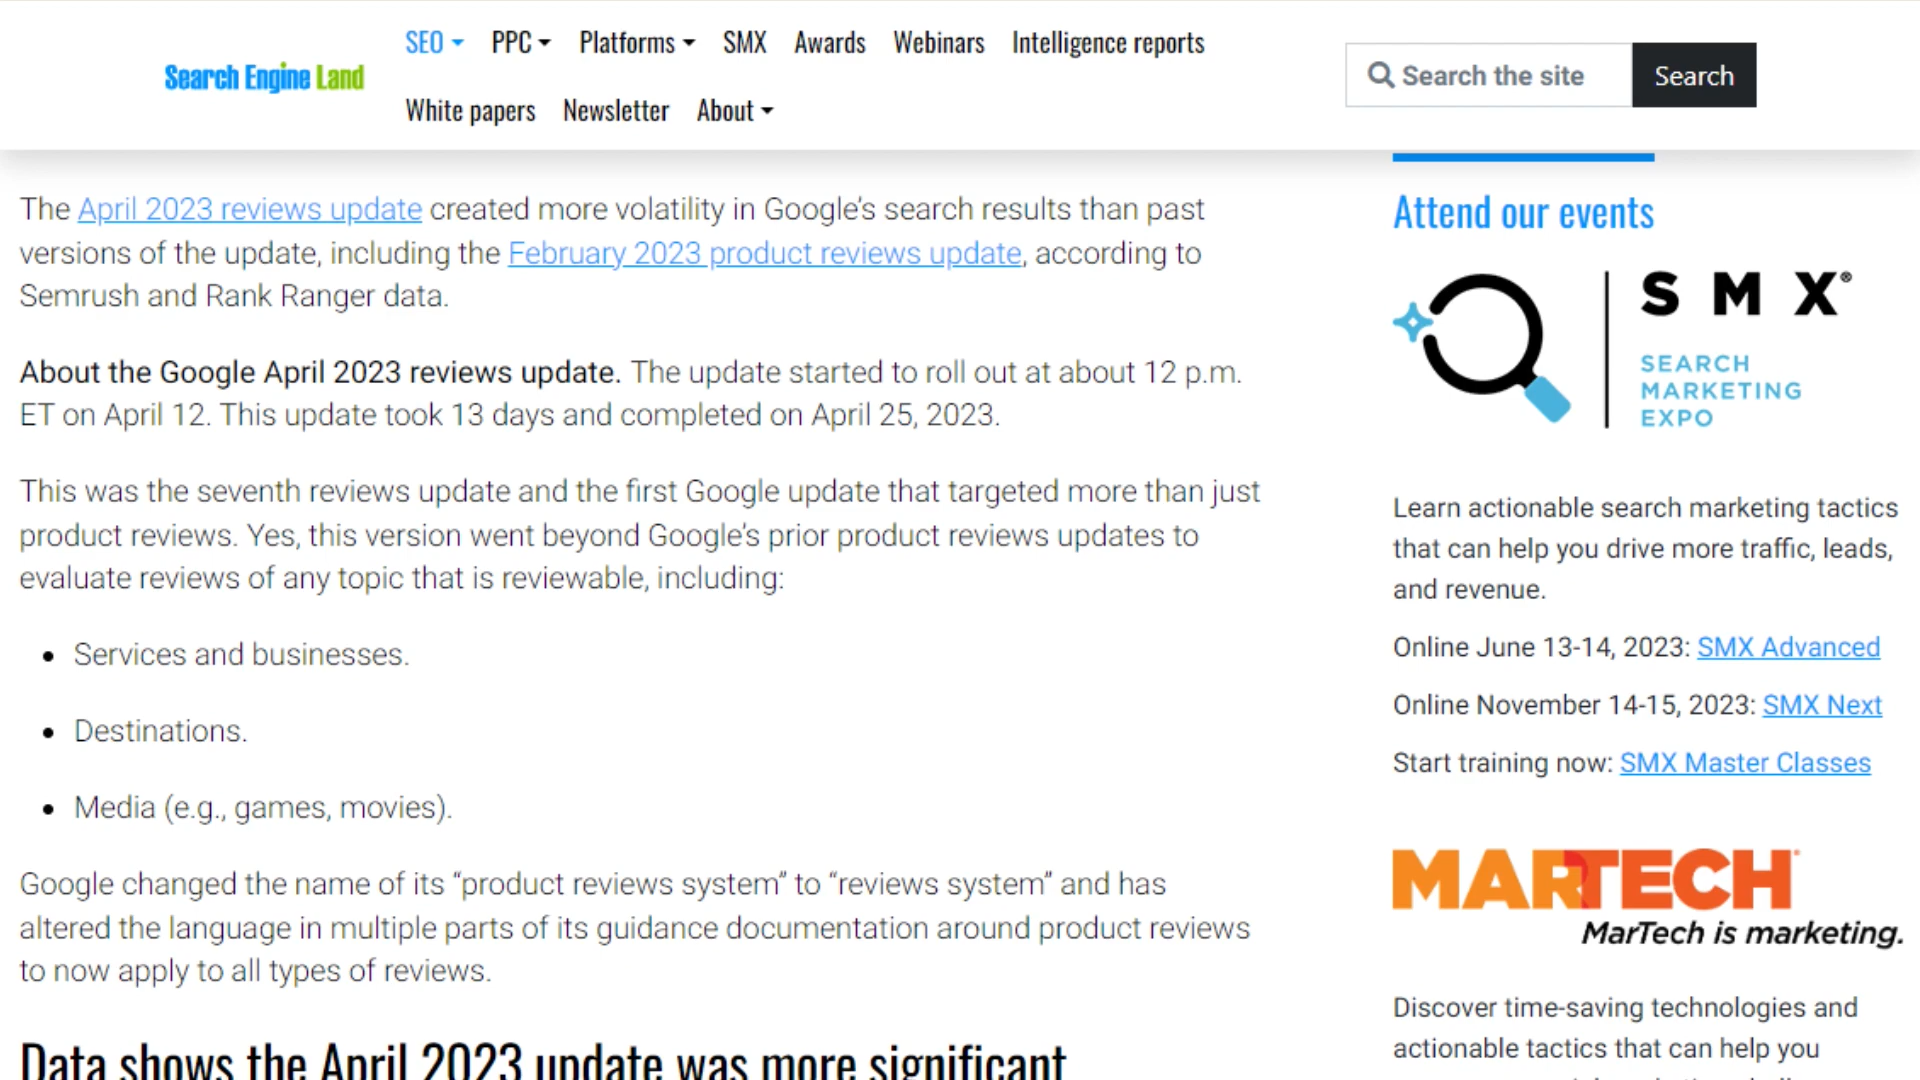 SEO PPC Platforms SMX Awards Webinars Intelligence reports
Search Engine Land
White papers Newsletter About
Search the site Search
The April 2023 reviews update created more volatility in Google’s search results than past
versions of the update, including the February 2023 product reviews update, according to
Semrush and Rank Ranger data.
About the Google April 2023 reviews update. The update started to roll out at about 12 p.m.
ET on April 12. This update took 13 days and completed on April 25, 2023.
This was the seventh reviews update and the first Google update that targeted more than just
product reviews. Yes, this version went beyond Google’s prior product reviews updates to
evaluate reviews of any topic that is reviewable, including:
• Services and businesses.
• Destinations.
• Media (e.g., games, movies).
Google changed the name of its “product reviews system” to “reviews system” and has
altered the language in multiple parts of its guidance documentation around product reviews
to now apply to all types of reviews.
Data shows the April 2023 update was more significant
Attend our events
SMX®
SEARCH
MARKETING
EXPO
Learn actionable search marketing tactics
that can help you drive more traffic, leads,
and revenue.
Online June 13-14, 2023: SMX Advanced
Online November 14-15, 2023: SMX Next
Start training now: SMX Master Classes
MARTECH
MarTech is marketing.
Discover time-saving technologies and
actionable tactics that can help you